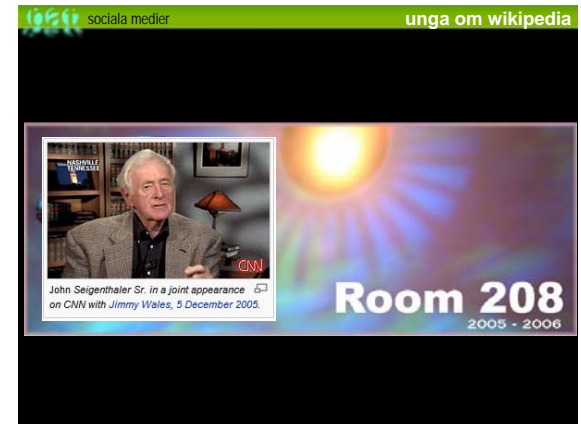 sociala medier
unga om wikipedia
NASHVILLE
TENNESSEE
CNN
John Seigenthaler Sr. in a joint appearance
on CNN with Jimmy Wales, 5 December 2005.
Room 208
2005 - 2006